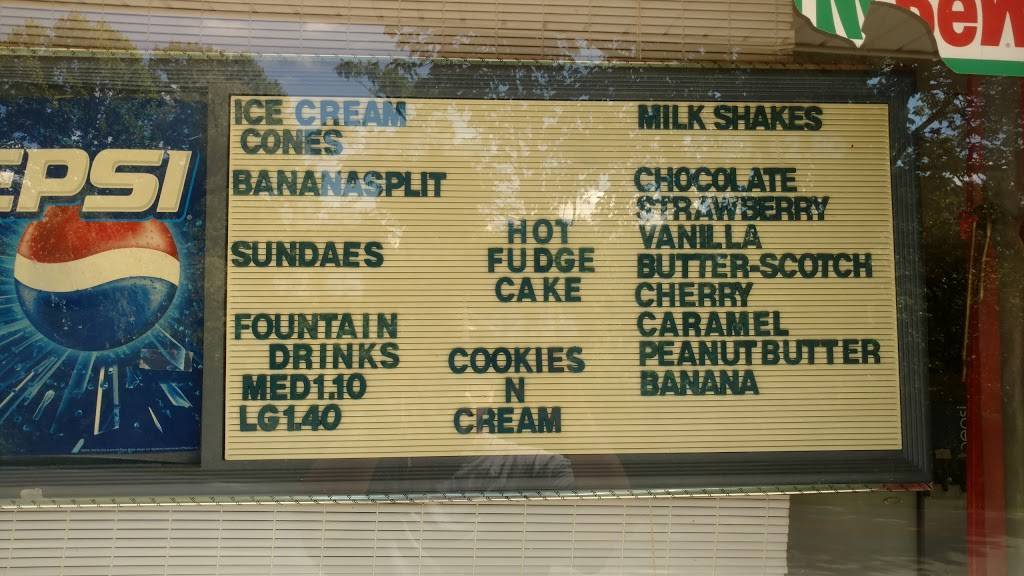 EPSI
ICE CREAM
CONES
BANANASPLIT
SUNDAES
FOUNTAIN
DRINKS
MED1.10
LG1.40
HOT
FUDGE
CAKE
COOKIES
N
CREAM
MILK SHAKES
CHOCOLATE
STRAWBERRY
VANILLA
BUTTER-SCOTCH
CHERRY
CARAMEL
PEANUTBUTTER
BANANA